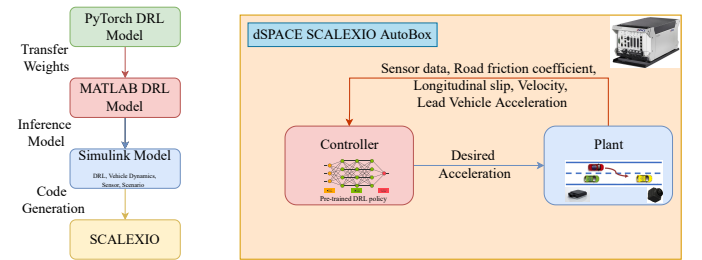 PyTorch DRL
Model
Transfer
Weights
MATLAB DRL
Model
Inference
Model
Simulink Model
DRL, Vehicle Dynamics,
Sensor, Scenario
Code
Generation
SCALEXIO
dSPACE SCALEXIO AutoBox
Sensor data, Road friction coefficient,
Longitudinal slip, Velocity,
Lead Vehicle Acceleration
Controller
Pre-trained DRL policy
Desired
Acceleration
Plant